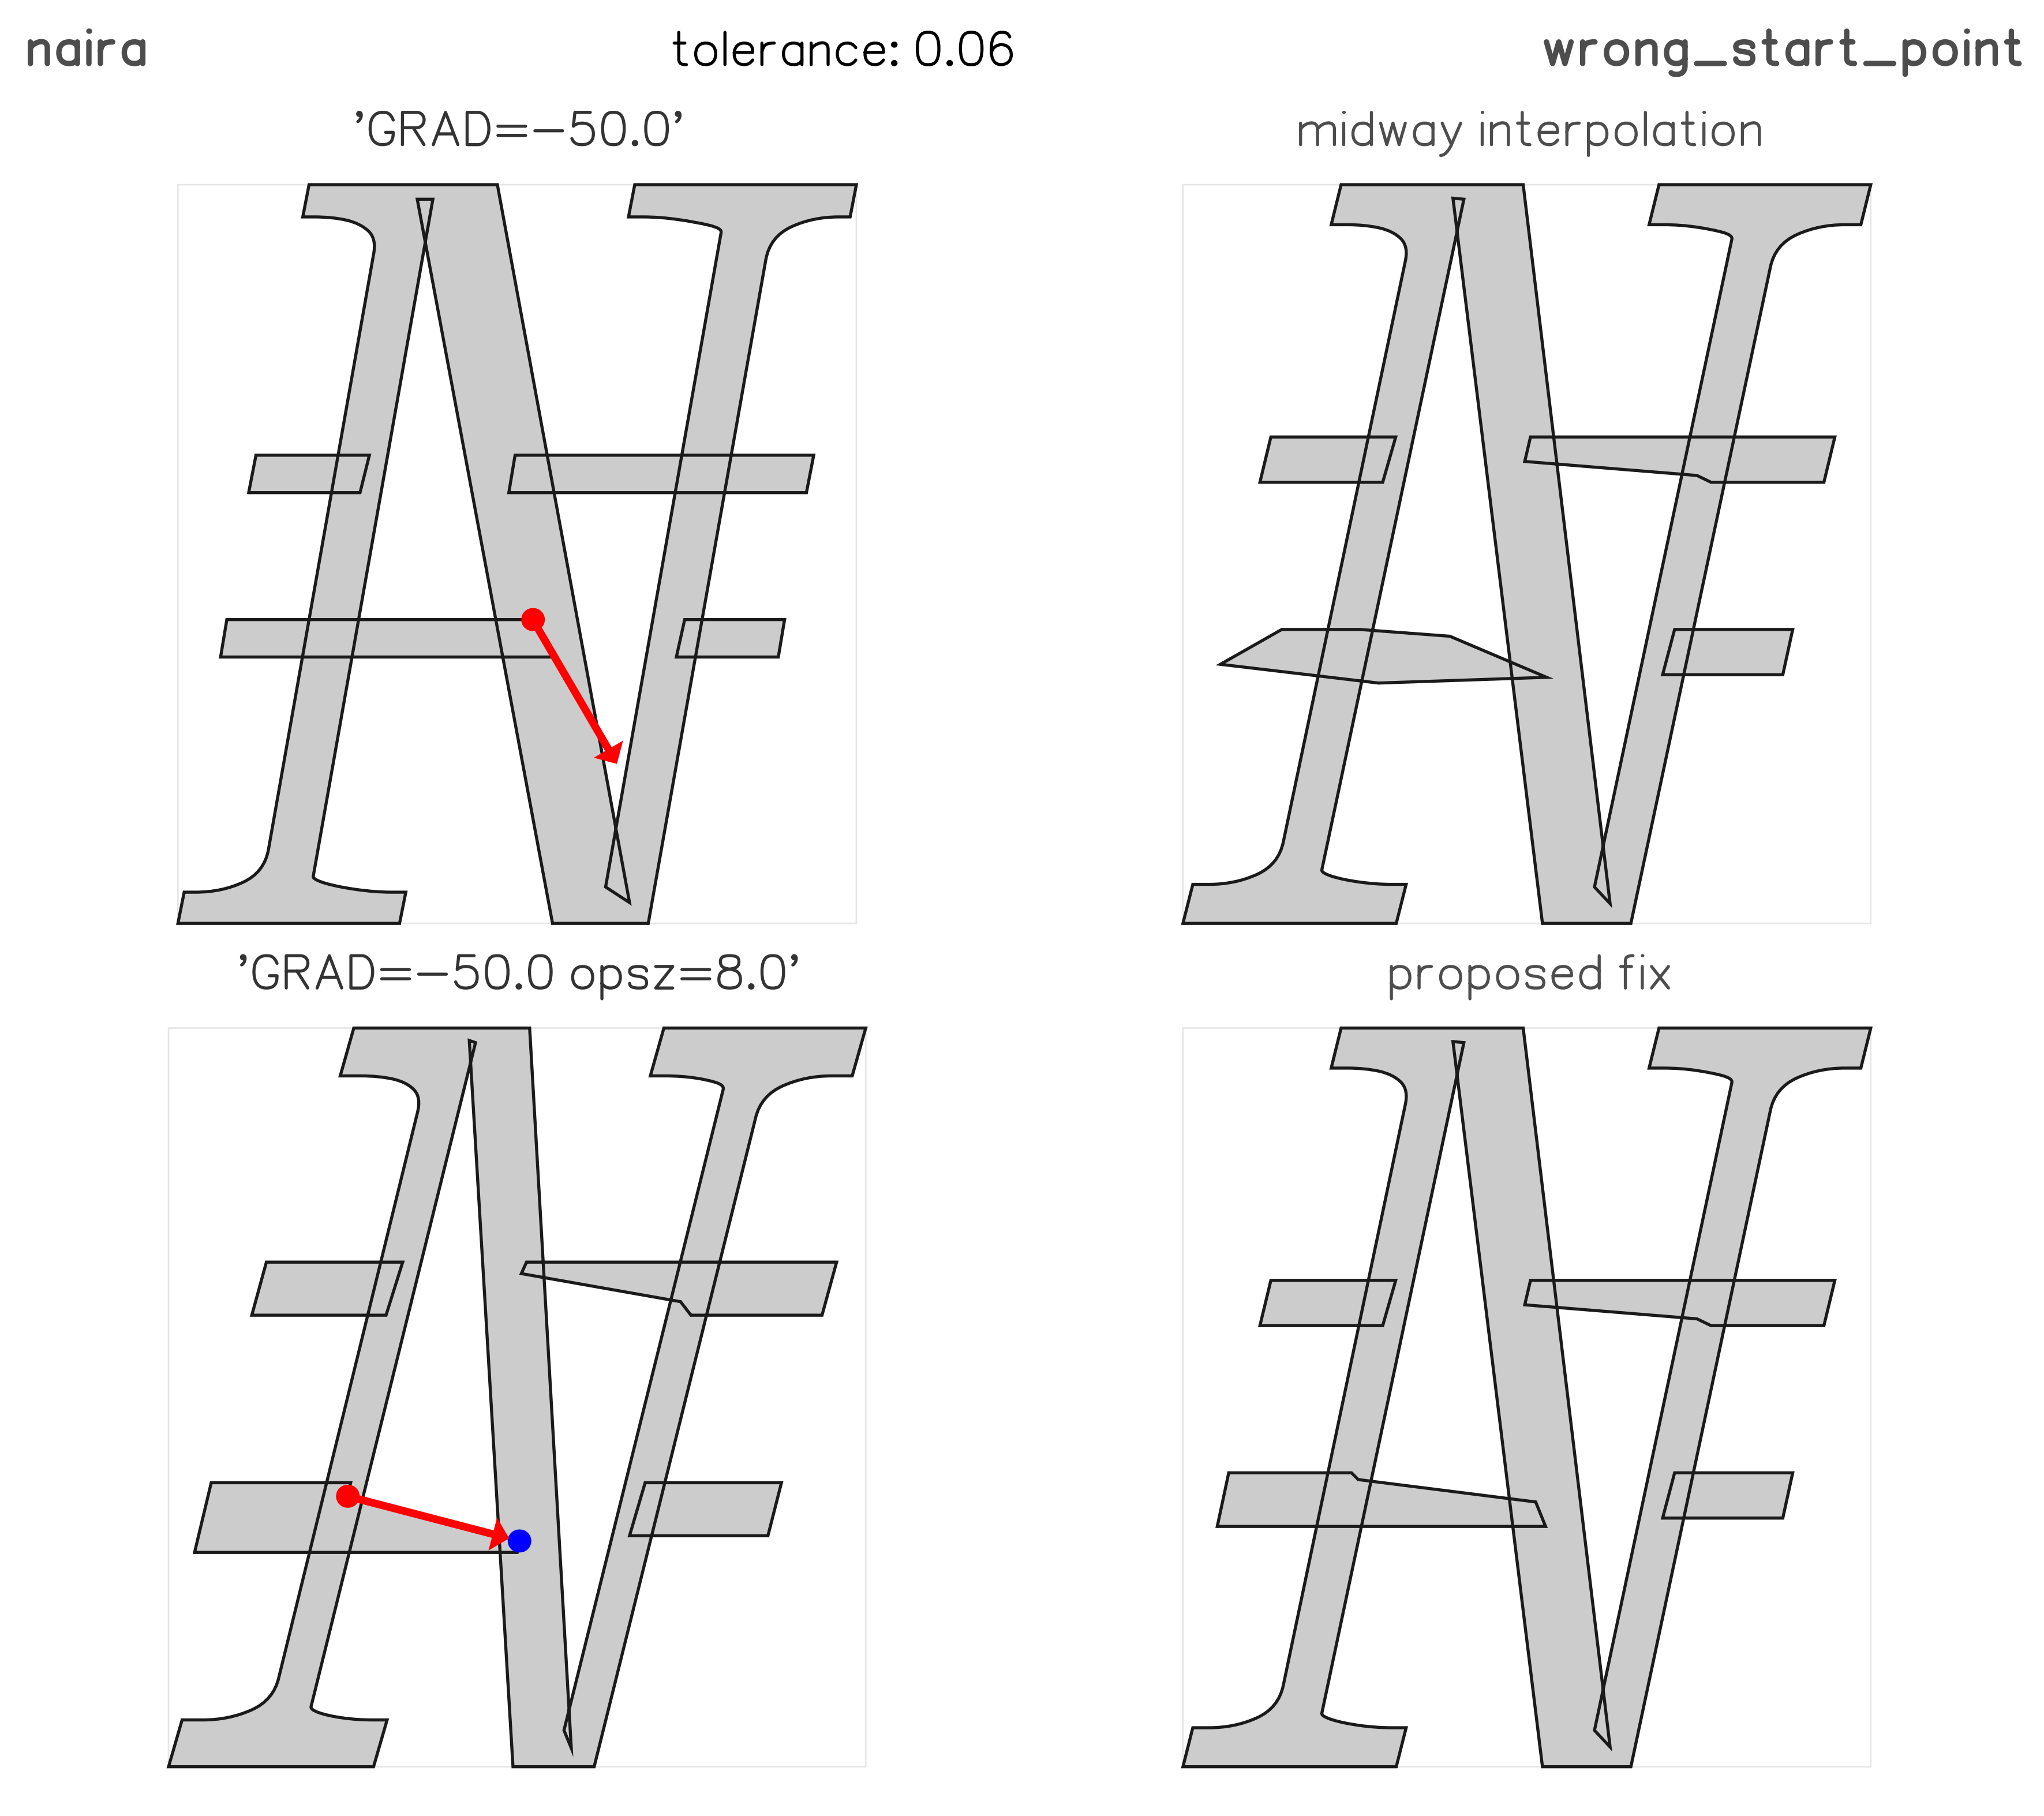 naira tolerance: 0.06 wrong_start_point
'GRAD=−50.0' midway interpolation
'GRAD=−50.0 opsz=8.0' proposed fix